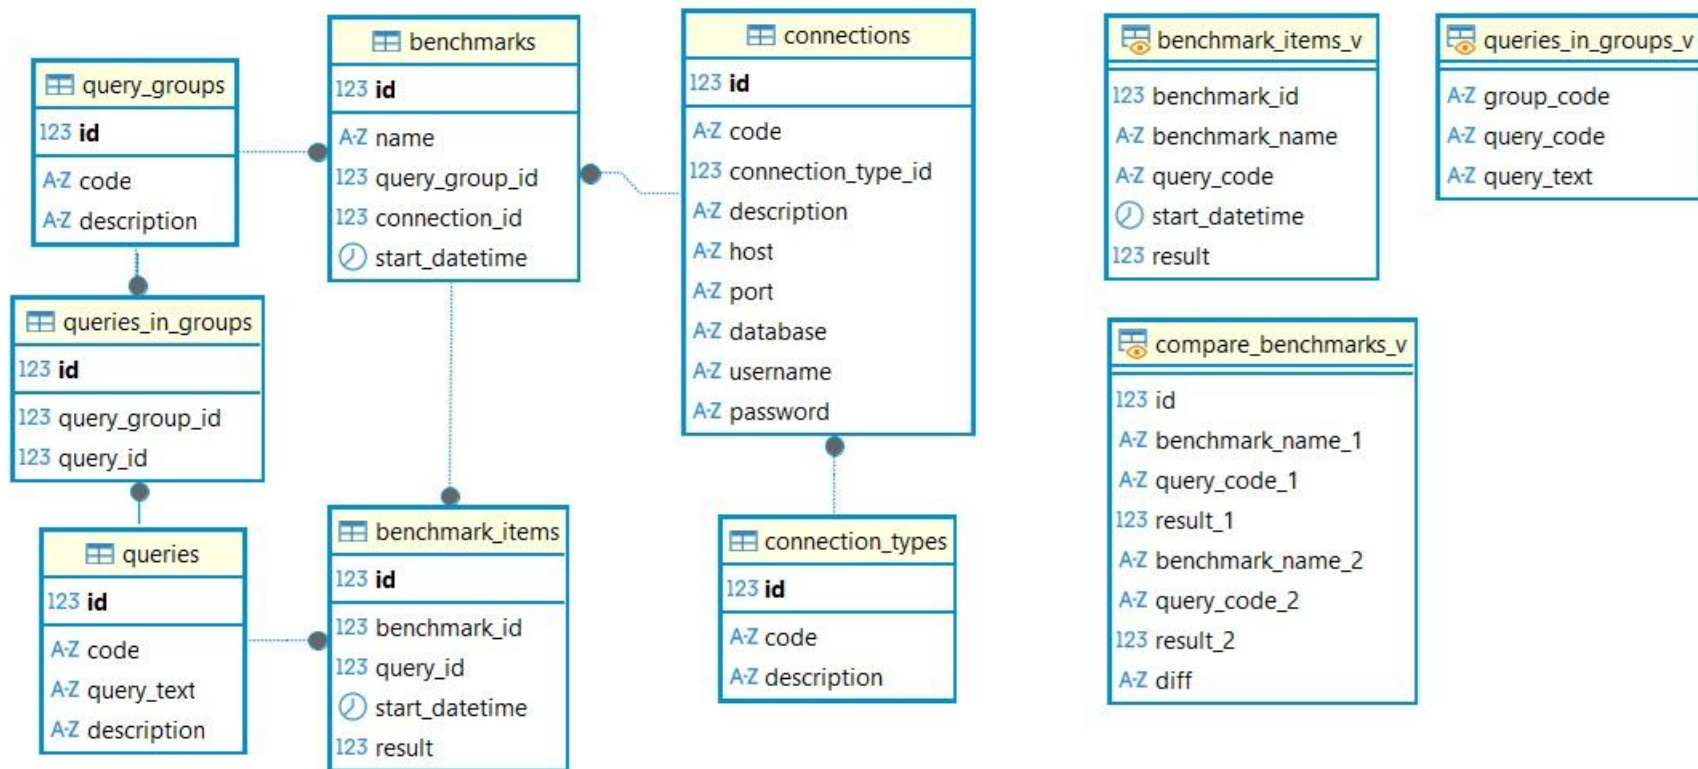 query_groups
123 id
A-Z code
A-Z description
queries_in_groups
123 id
123 query_group_id
123 query_id
queries
123 id
A-Z code
A-Z query_text
A-Z description
benchmarks
123 id
A-Z name
123 query_group_id
123 connection_id
start_datetime
benchmark_items
123 id
123 benchmark_id
123 query_id
start_datetime
123 result
connections
123 id
A-Z code
123 connection_type_id
A-Z description
A-Z host
A-Z port
A-Z database
A-Z username
A-Z password
connection_types
123 id
A-Z code
A-Z description
benchmark_items_v
123 benchmark_id
A-Z benchmark_name
A-Z query_code
start_datetime
123 result
compare_benchmarks_v
123 id
A-Z benchmark_name_1
A-Z query_code_1
123 result_1
A-Z benchmark_name_2
A-Z query_code_2
123 result_2
A-Z diff
queries_in_groups_v
A-Z group_code
A-Z query_code
A-Z query_text